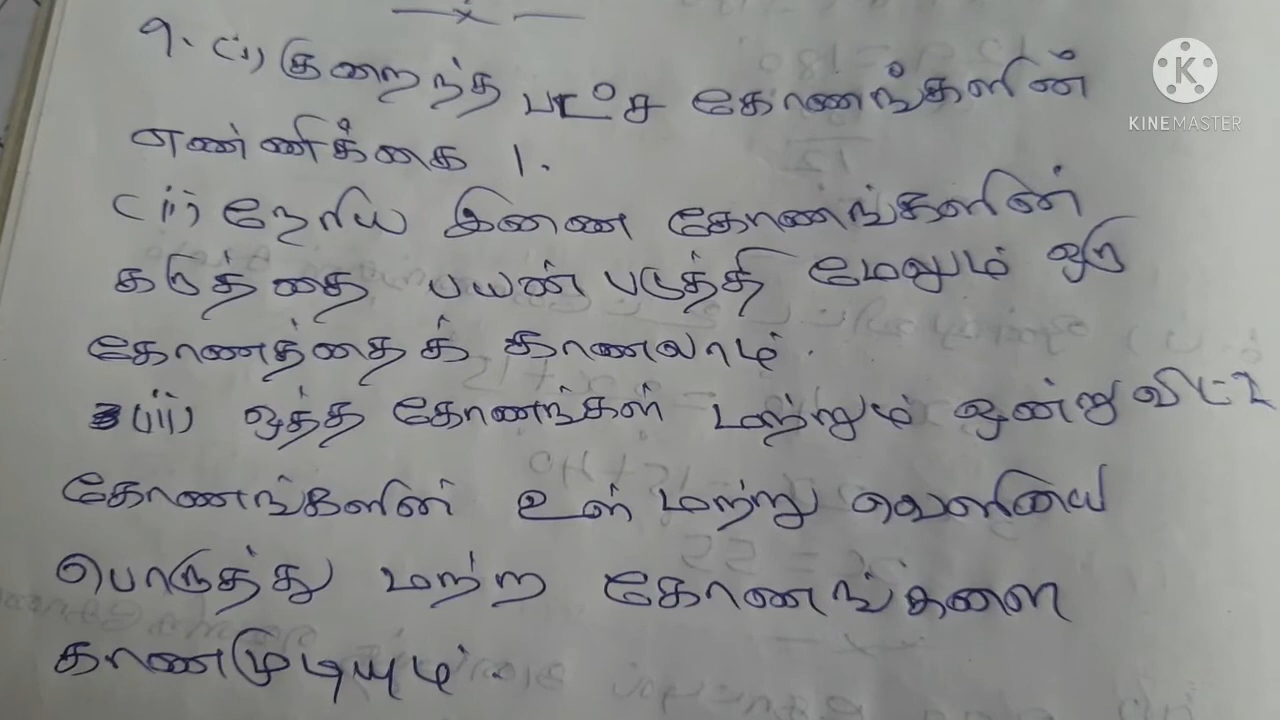 9. (i) குறைந்த பட்ச கோணங்களின்
எண்ணிக்கை 1.
(ii) நேரிய இணை கோணங்களின்
கருத்தை பயன் படுத்தி மேலும் ஒரு
கோணத்தைக் காணலாம்.
(iii) ஒத்த கோணங்கள் மற்றும் ஒன்று விட்ட
கோணங்களின் உள் மற்று வெளியை
பொருத்து மற்ற கோணங்களை
காணமுடியும்
KINEMASTER